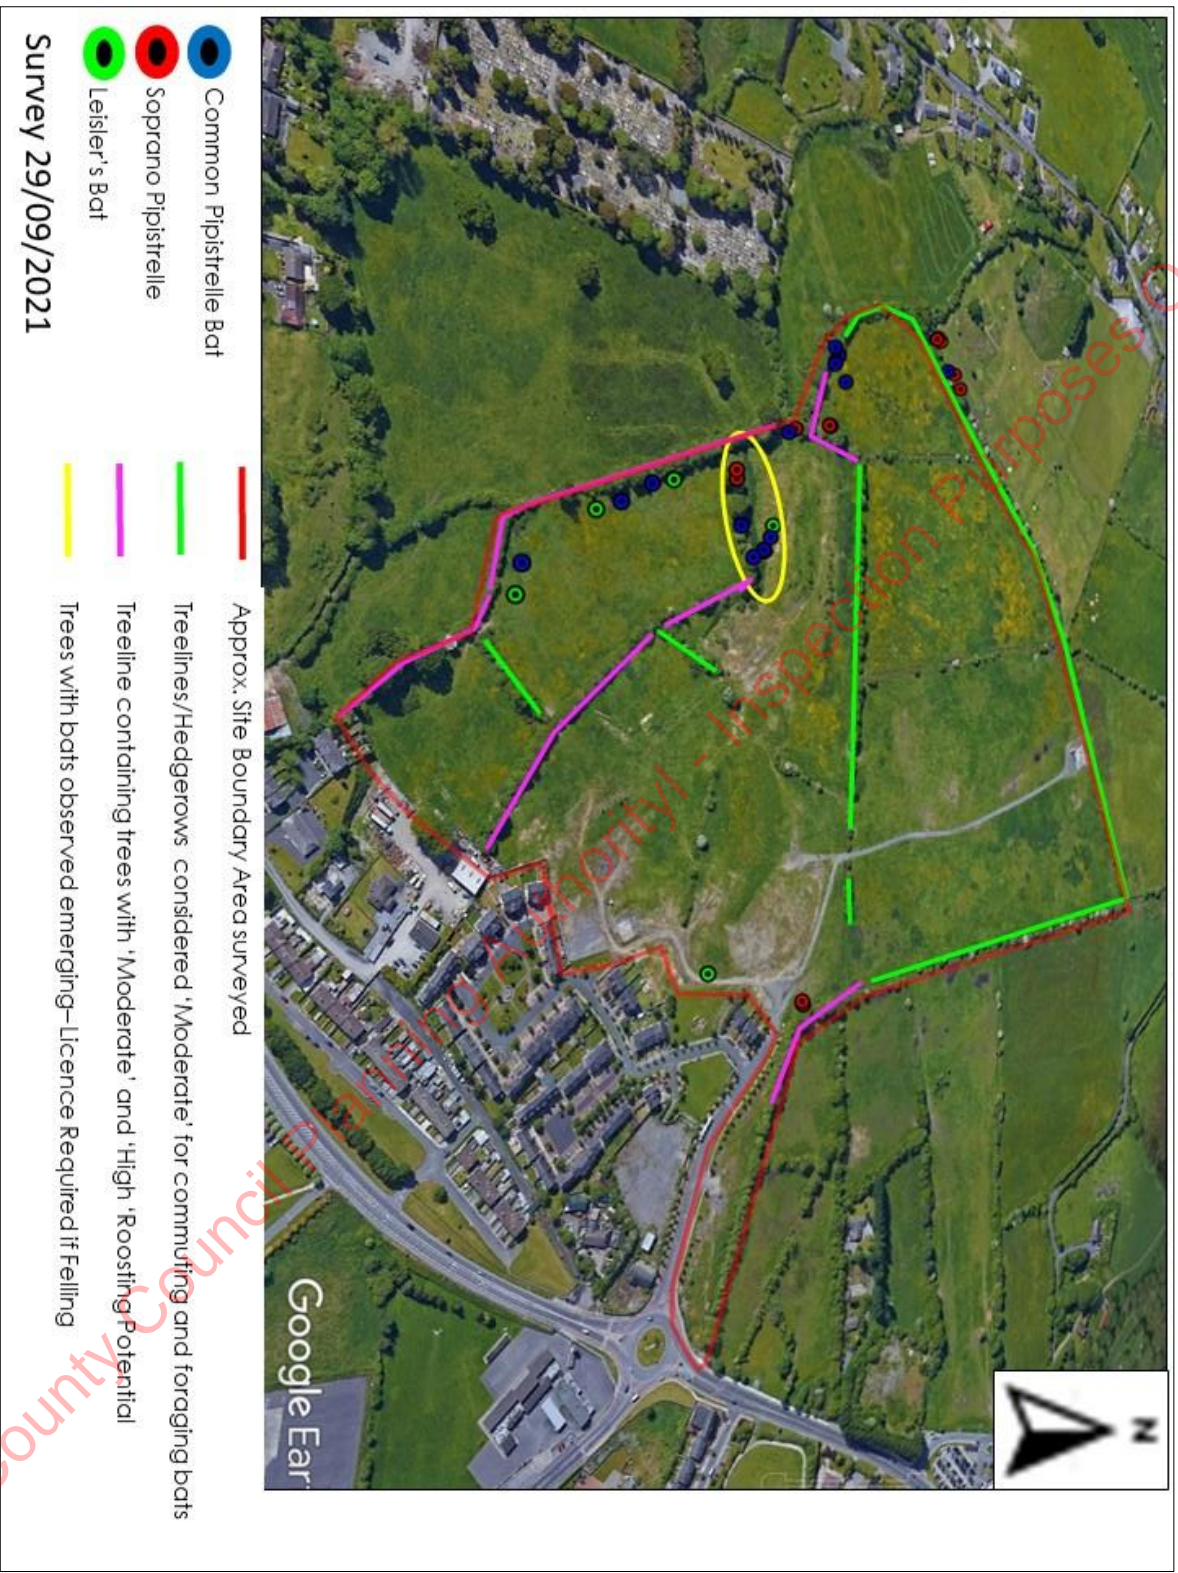 N
Google Ear
Common Pipistrelle Bat
Soprano Pipistrelle
Leisler's Bat
Survey 29/09/2021
Approx. Site Boundary Area surveyed
Treelines/Hedgerows considered 'Moderate' for commuting and foraging bats
Treeline containing trees with 'Moderate' and 'High 'Roosting Potential
Trees with bats observed emerging– Licence Required if Felling
County Council Planning Authority! - Inspection Purposes O